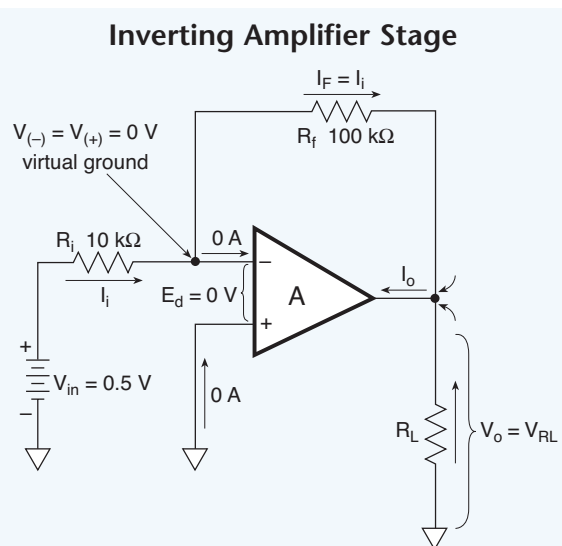 Inverting Amplifier Stage
I_F = I_i
R_f 100 kΩ
V_(–) = V_(+) = 0 V
virtual ground
R_i 10 kΩ
0 A
I_i
E_d = 0 V
–
A
+
I_o
+
V_in = 0.5 V
–
0 A
R_L
V_o = V_RL